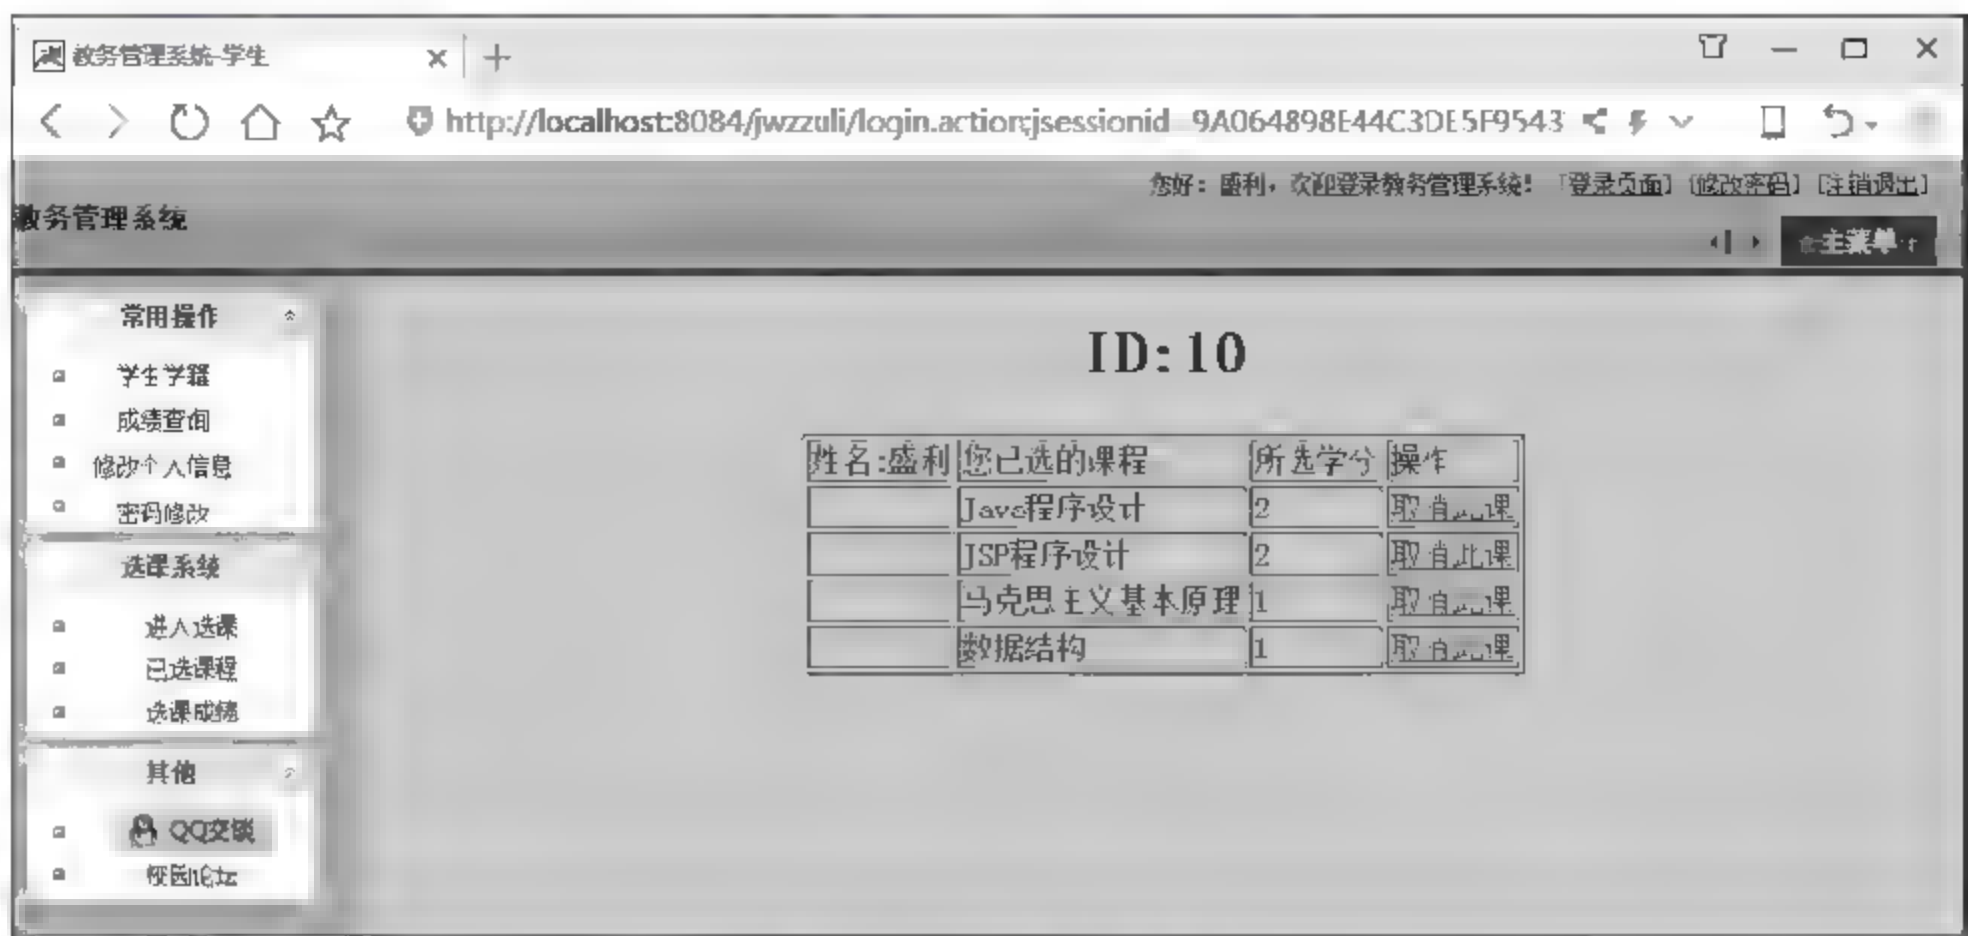 教务管理系统-学生
http://localhost:8084/jwzzuli/login.action;jsessionid=9A064898E44C3DE5F9543
您好：盛利，欢迎登录教务管理系统! [登录页面] [修改密码] [注销退出]
教务管理系统
主菜单
常用操作
学生学籍
成绩查询
修改个人信息
密码修改
选课系统
进入选课
已选课程
选课成绩
其他
QQ交谈
校园论坛
ID:10
姓名:盛利 您已选的课程 所选学分 操作
Java程序设计 2 取消此课
JSP程序设计 2 取消此课
马克思主义基本原理 1 取消此课
数据结构 1 取消此课